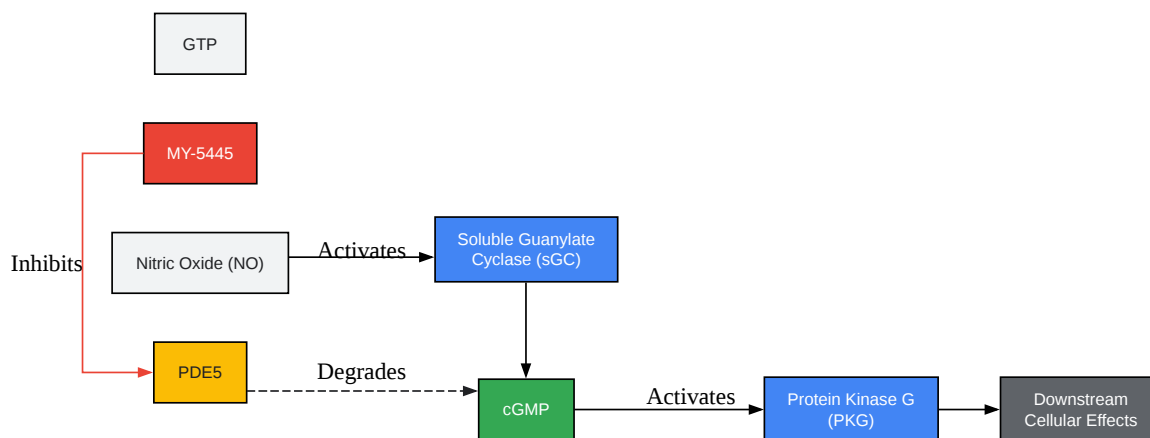 GTP
MY-5445
Nitric Oxide (NO)
Activates
Soluble Guanylate
Cyclase (sGC)
Inhibits
PDE5
Degrades
cGMP
Activates
Protein Kinase G
(PKG)
Downstream
Cellular Effects